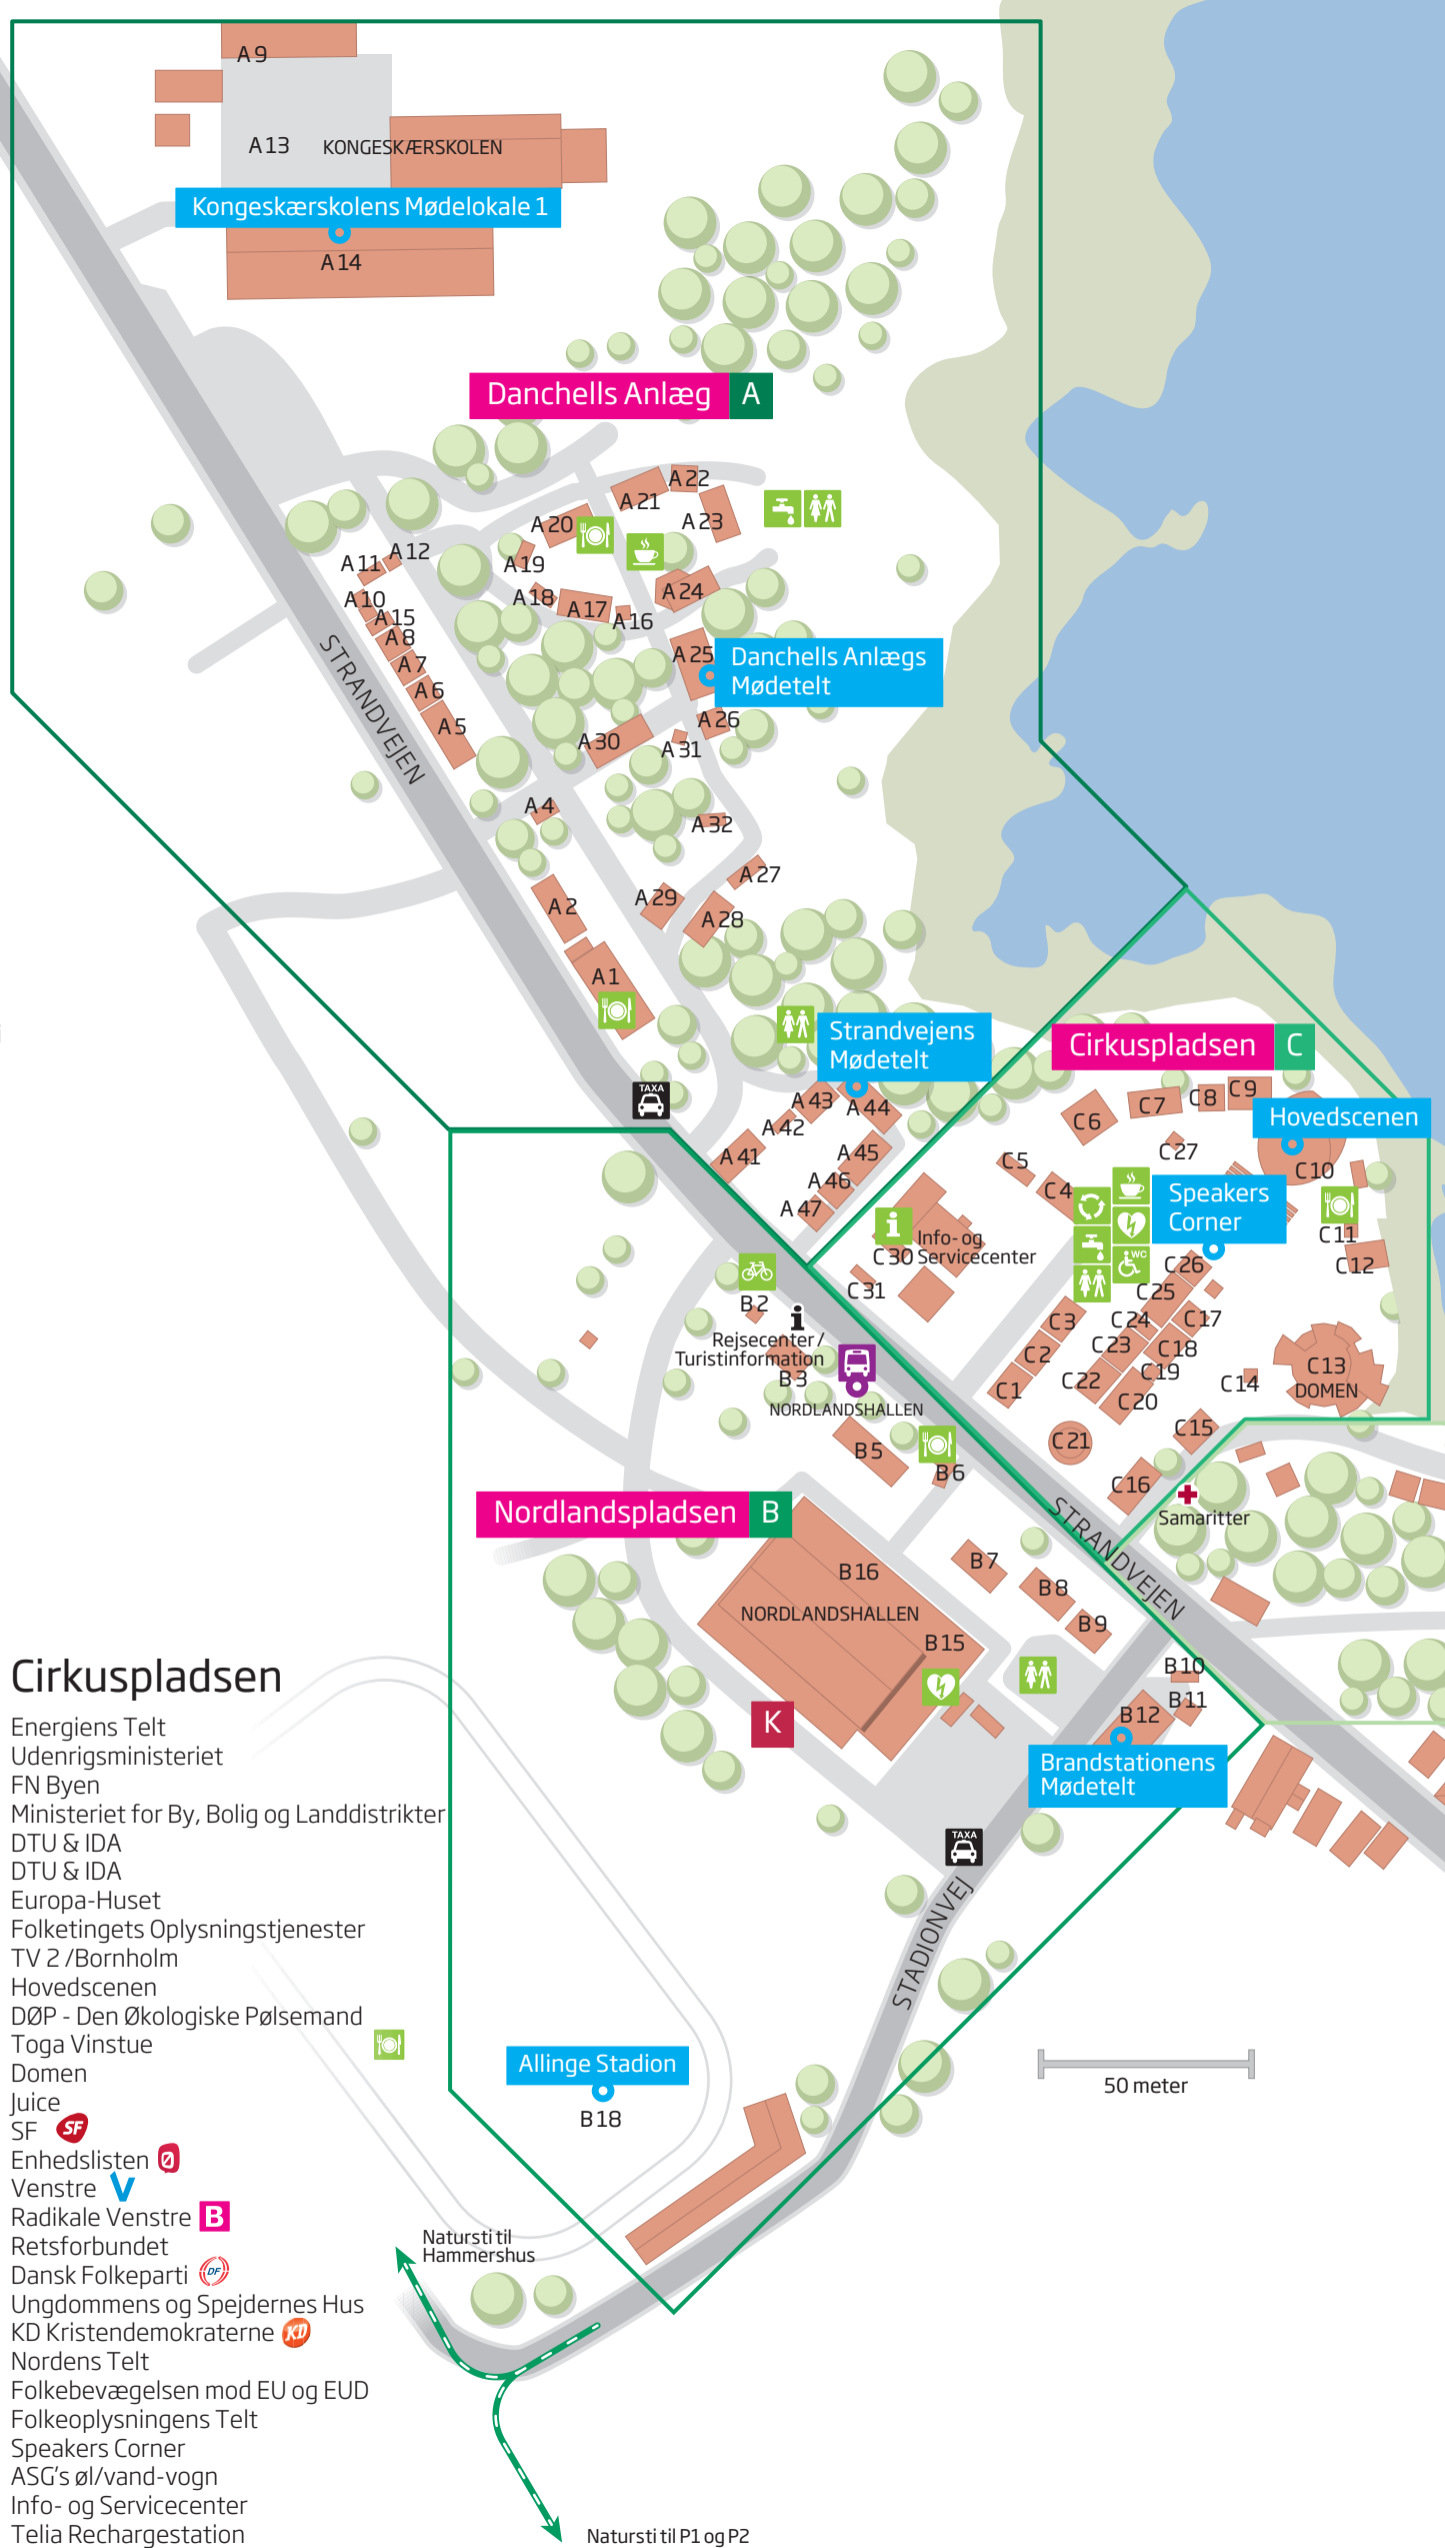 A 9
A 13
KONGESKÆRSKOLEN
Kongeskærskolens Mødelokale 1
A 14
Danchells Anlæg A
A 22
A 21
A 20
A 23
A 12
A 11
A 19
A 10
A 18
A 17
A 24
A 16
A 15
A 8
A 7
A 6
A 5
STRANDVEJEN
A 25
Danchells Anlægs
Mødetelt
A 26
A 30
A 31
A 4
A 32
A 27
A 29
A 2
A 28
A 1
Strandvejens
Mødetelt
TAXA
A 43
A 44
A 42
A 41
A 45
A 46
A 47
Cirkuspladsen C
C 9
C 8
C 7
C 6
Hovedscenen
C 27
C 5
C 10
C 4
Speakers
Corner
WC
C 11
C 12
Info- og
C 30 Servicecenter
C 31
C 26
C 25
C 3
C 24
C 17
C 23
C 2
C 18
C 19
C 22
C 1
C 20
C 14
C 13
DOMEN
C 21
C 15
C 16
Samaritter
B 2
Rejsecenter /
Turistinformation
B 3
NORDLANDSHALLEN
B 5
B 6
Nordlandspladsen B
STRANDVEJEN
B 7
B 16
B 8
NORDLANDSHALLEN
B 9
B 15
B 10
B 11
B 12
K
Brandstationens
Mødetelt
TAXA
STADIONVEJ
Allinge Stadion
B 18
50 meter
Natursti til
Hammershus
Natursti til P1 og P2
Cirkuspladsen
Energiens Telt
Udenrigsministeriet
FN Byen
Ministeriet for By, Bolig og Landdistrikter
DTU & IDA
DTU & IDA
Europa-Huset
Folketingets Oplysningstjenester
TV 2 /Bornholm
Hovedscenen
DØP - Den Økologiske Pølsemand
Toga Vinstue
Domen
Juice
SF SF
Enhedslisten Ø
Venstre V
Radikale Venstre B
Retsforbundet
Dansk Folkeparti DF
Ungdommens og Spejdernes Hus
KD Kristendemokraterne KD
Nordens Telt
Folkebevægelsen mod EU og EUD
Folkeoplysningens Telt
Speakers Corner
ASG's øl/vand-vogn
Info- og Servicecenter
Telia Rechargestation